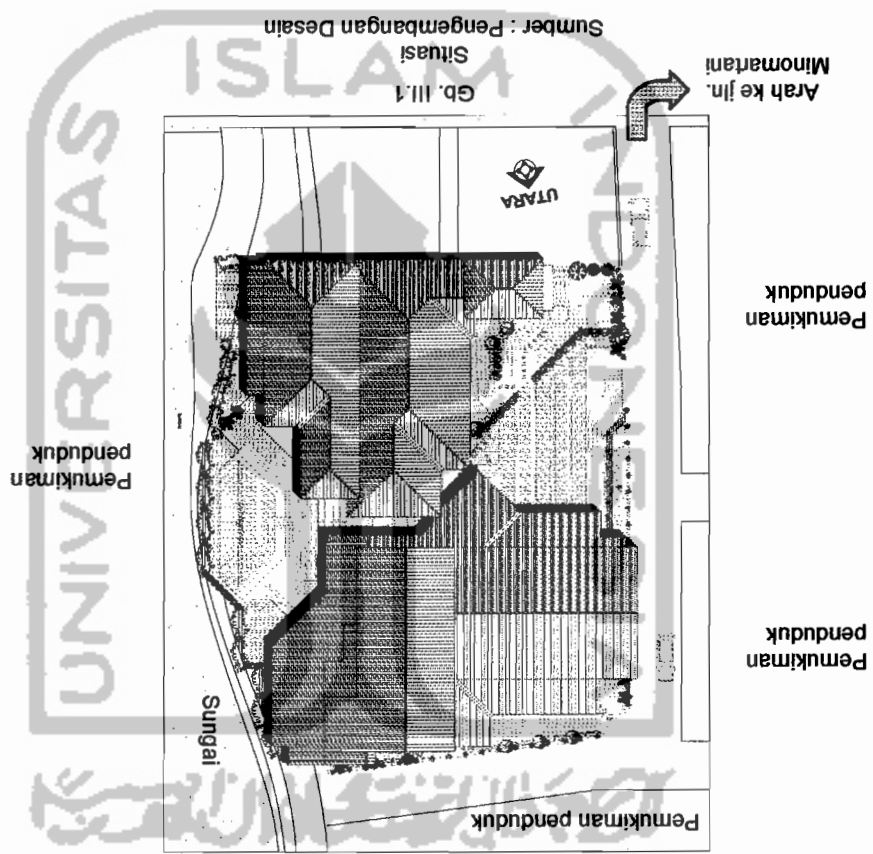 Pemukiman penduduk
Sungai
Pemukiman
penduduk
Pemukiman
penduduk
Pemukiman
penduduk
UTARA
Arah ke jln.
Minomartani
Gb. III.1
Situasi
Sumber : Pengembangan Desain
UNIVERSITAS
ISLAM
INDONESIA